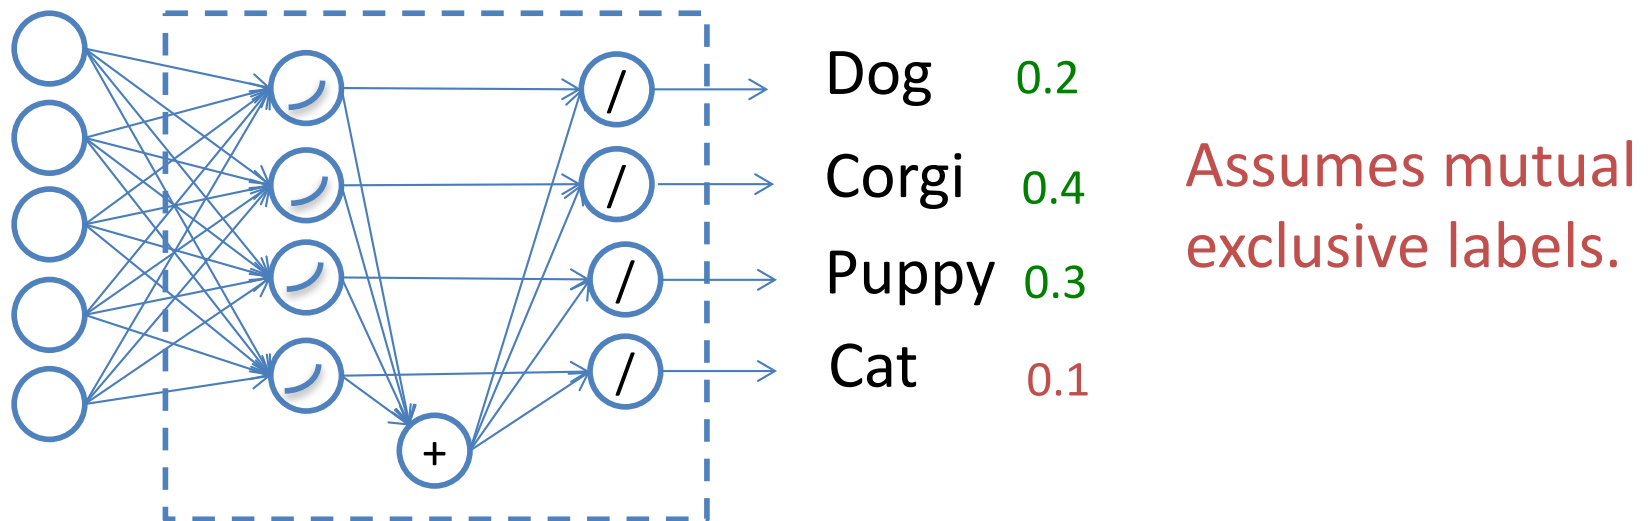 / Dog 0.2
/ Corgi 0.4
/ Puppy 0.3
/ Cat 0.1
+
Assumes mutual
exclusive labels.